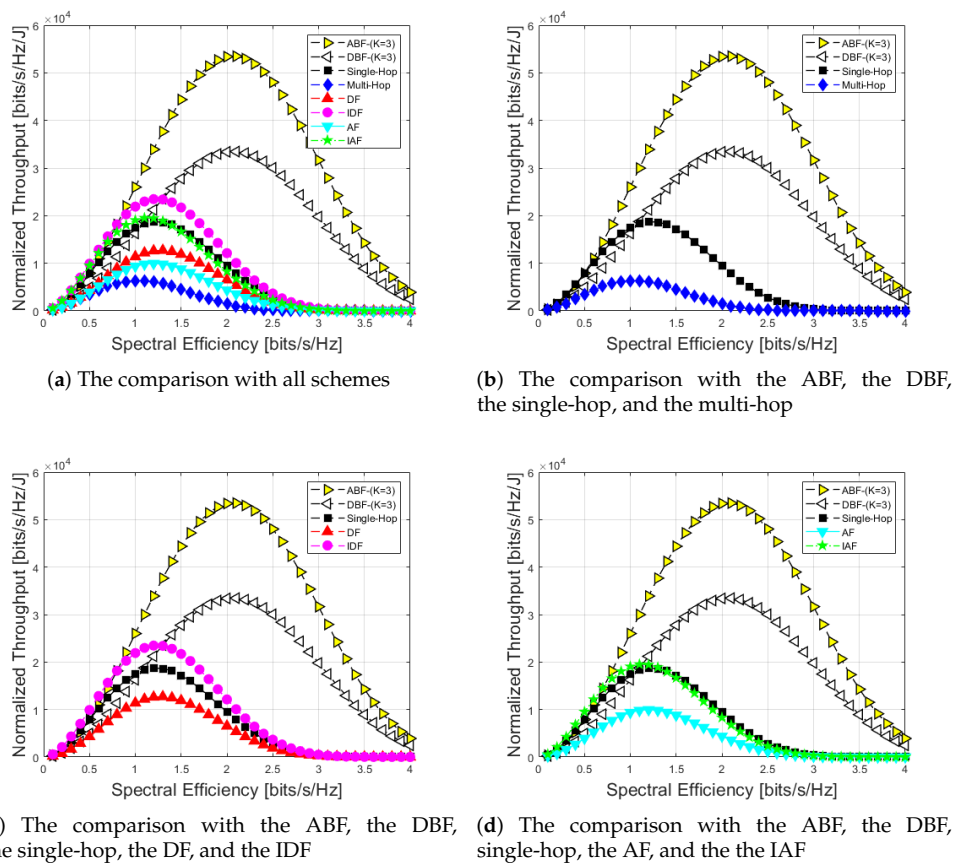 ×10⁴
×10⁴
6
5
4
3
2
1
0
Normalized Throughput [bits/s/Hz/J]
ABF-(K=3)
DBF-(K=3)
Single-Hop
Multi-Hop
DF
IDF
AF
IAF
0 0.5 1 1.5 2 2.5 3 3.5 4
Spectral Efficiency [bits/s/Hz]
(a) The comparison with all schemes
6
5
4
3
2
1
0
Normalized Throughput [bits/s/Hz/J]
ABF-(K=3)
DBF-(K=3)
Single-Hop
Multi-Hop
0 0.5 1 1.5 2 2.5 3 3.5 4
Spectral Efficiency [bits/s/Hz]
(b) The comparison with the ABF, the DBF,
the single-hop, and the multi-hop
×10⁴
6
5
4
3
2
1
0
Normalized Throughput [bits/s/Hz/J]
ABF-(K=3)
DBF-(K=3)
Single-Hop
DF
IDF
0 0.5 1 1.5 2 2.5 3 3.5 4
Spectral Efficiency [bits/s/Hz]
) The comparison with the ABF, the DBF,
he single-hop, the DF, and the IDF
×10⁴
6
5
4
3
2
1
0
Normalized Throughput [bits/s/Hz/J]
ABF-(K=3)
DBF-(K=3)
Single-Hop
AF
IAF
0 0.5 1 1.5 2 2.5 3 3.5 4
Spectral Efficiency [bits/s/Hz]
(d) The comparison with the ABF, the DBF,
single-hop, the AF, and the the IAF